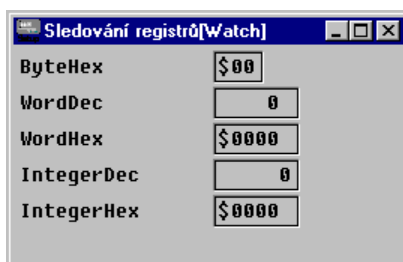 Sledování registrů[Watch]
ByteHex $00
WordDec 0
WordHex $0000
IntegerDec 0
IntegerHex $0000